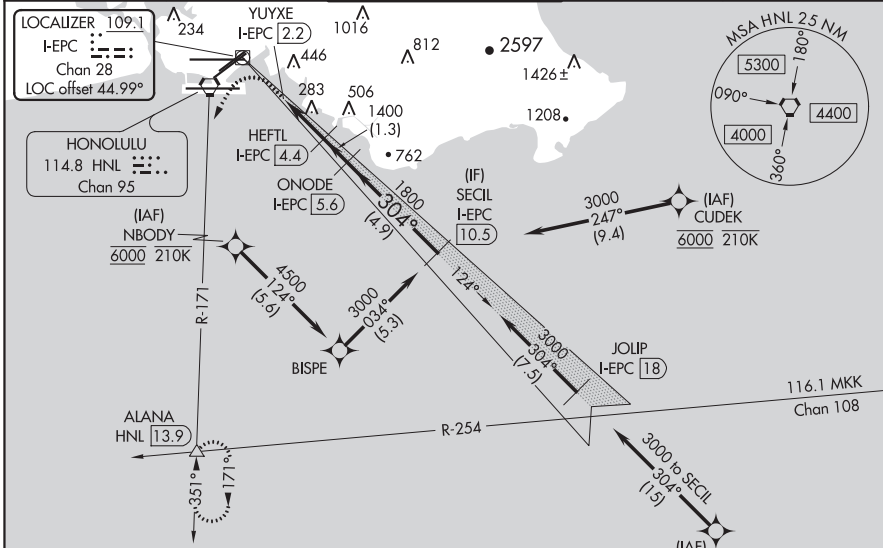 LOCALIZER 109.1
I-EPC
Chan 28
LOC offset 44.99°
HONOLULU
114.8 HNL
Chan 95
234
YUYXE
I-EPC 2.2
446
1016
812
2597
1426±
1208
283
506
1400
(1.3)
762
HEFTL
I-EPC 4.4
ONODE
I-EPC 5.6
1800
304°
(4.9)
(IF)
SECIL
I-EPC
10.5
MSA HNL 25 NM
5300
180°
090°
4400
4000
360°
3000
247°
(9.4)
(IAF)
CUDEK
6000 210K
(IAF)
NBODY
6000 210K
4500
124°
(5.6)
3000
034°
(5.3)
BISPE
R-171
124°
3000
304°
(7.5)
JOLIP
I-EPC 18
116.1 MKK
Chan 108
R-254
ALANA
HNL 13.9
351°
171°
3000 to SECIL
304°
(15)
(IAF)